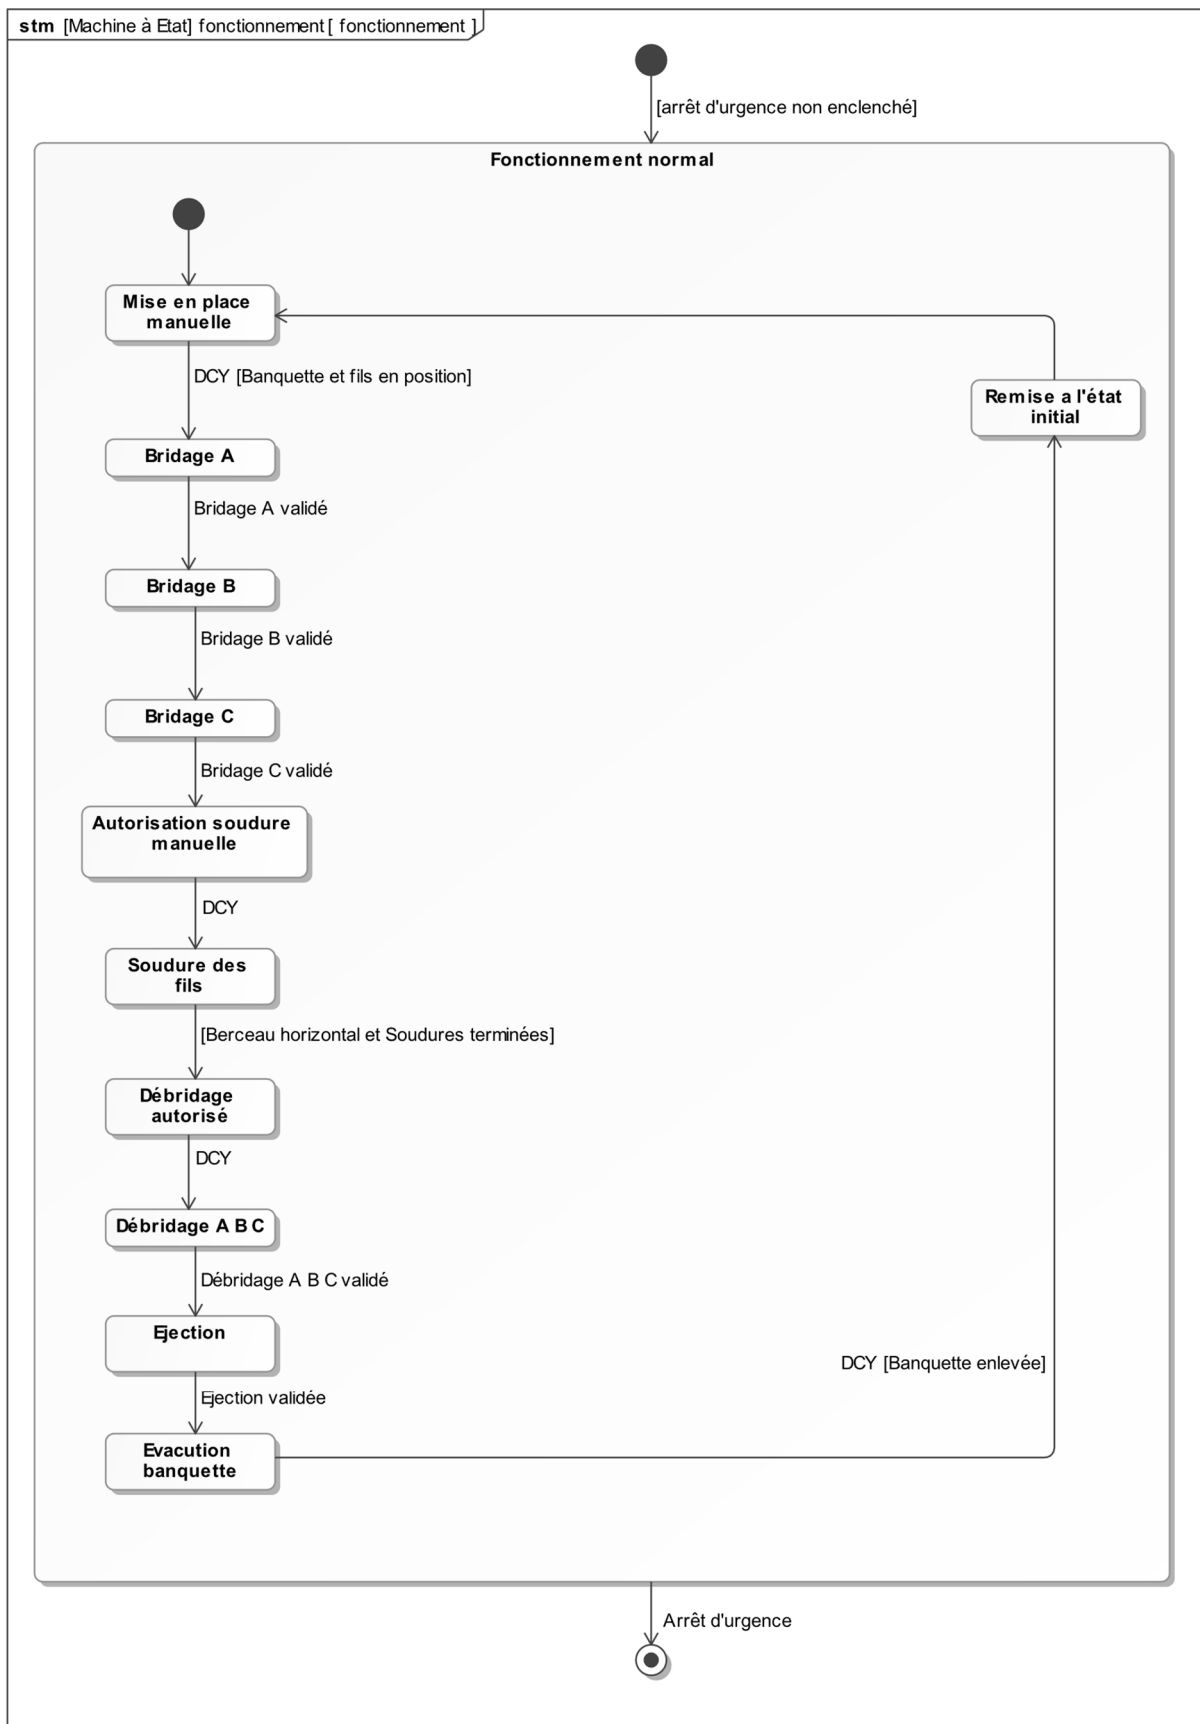 stm [Machine à Etat] fonctionnement [ fonctionnement ]
[arrêt d'urgence non enclenché]
Fonctionnement normal
Mise en place
manuelle
DCY [Banquette et fils en position]
Remise a l'état
initial
Bridage A
Bridage A validé
Bridage B
Bridage B validé
Bridage C
Bridage C validé
Autorisation soudure
manuelle
DCY
Soudure des
fils
[Berceau horizontal et Soudures terminées]
Débridage
autorisé
DCY
Débridage A B C
Débridage A B C validé
Ejection
DCY [Banquette enlevée]
Ejection validée
Evacution
banquette
Arrêt d'urgence